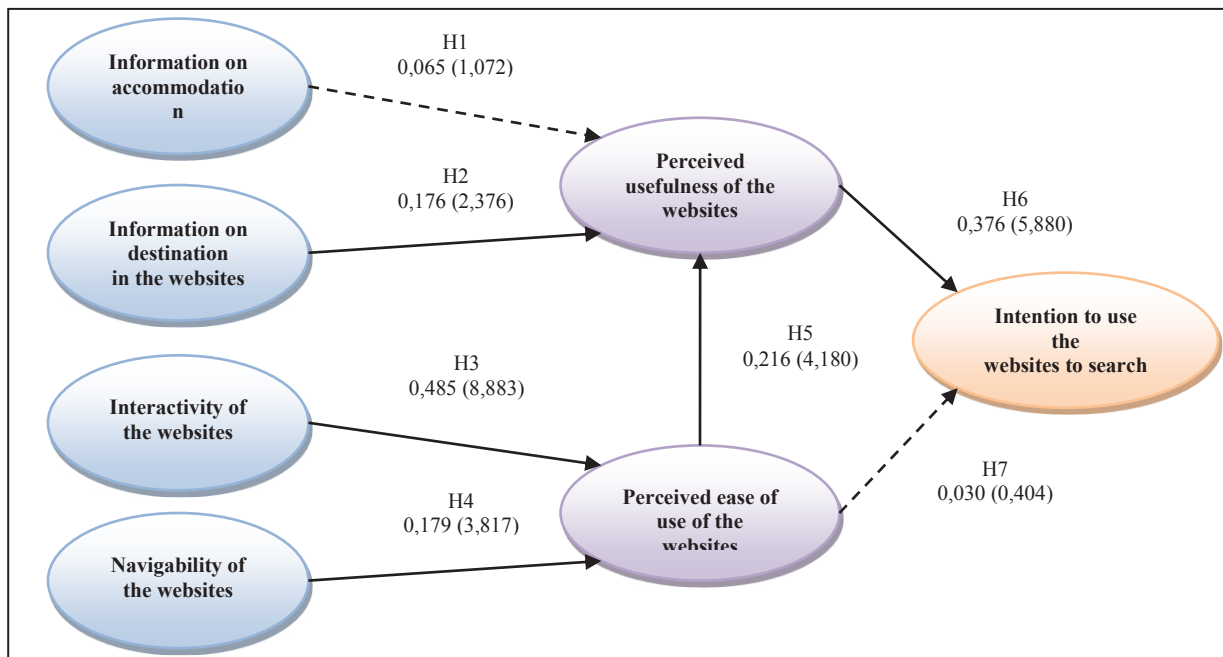 Information on
accommodatio
n
H1
0,065 (1,072)
Information on
destination
in the websites
H2
0,176 (2,376)
Perceived
usefulness of the
websites
H6
0,376 (5,880)
Intention to use
the
websites to search
H5
0,216 (4,180)
Interactivity of
the websites
H3
0,485 (8,883)
Navigability of
the websites
H4
0,179 (3,817)
Perceived ease of
use of the
websites
H7
0,030 (0,404)